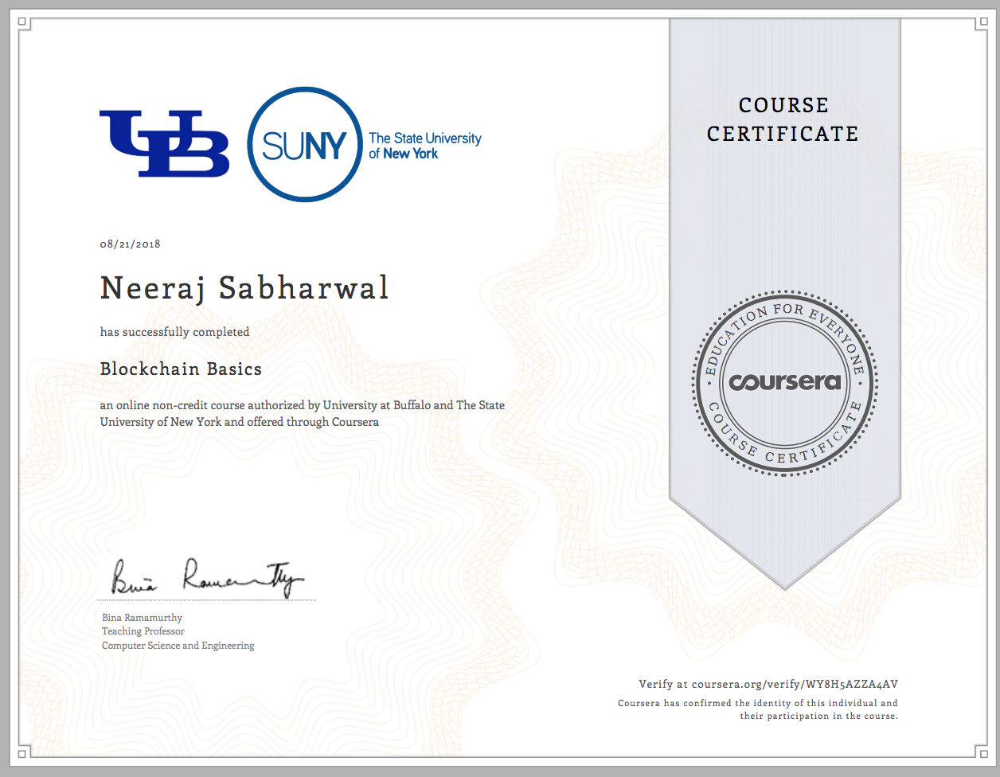 UB
SUNY
The State University
of New York
COURSE
CERTIFICATE
08/21/2018
Neeraj Sabharwal
has successfully completed
Blockchain Basics
an online non-credit course authorized by University at Buffalo and The State
University of New York and offered through Coursera
EDUCATION FOR EVERYONE
coursera
COURSE CERTIFICATE
Bina Ramamurthy
Bina Ramamurthy
Teaching Professor
Computer Science and Engineering
Verify at coursera.org/verify/WY8H5AZZA4AV
Coursera has confirmed the identity of this individual and
their participation in the course.